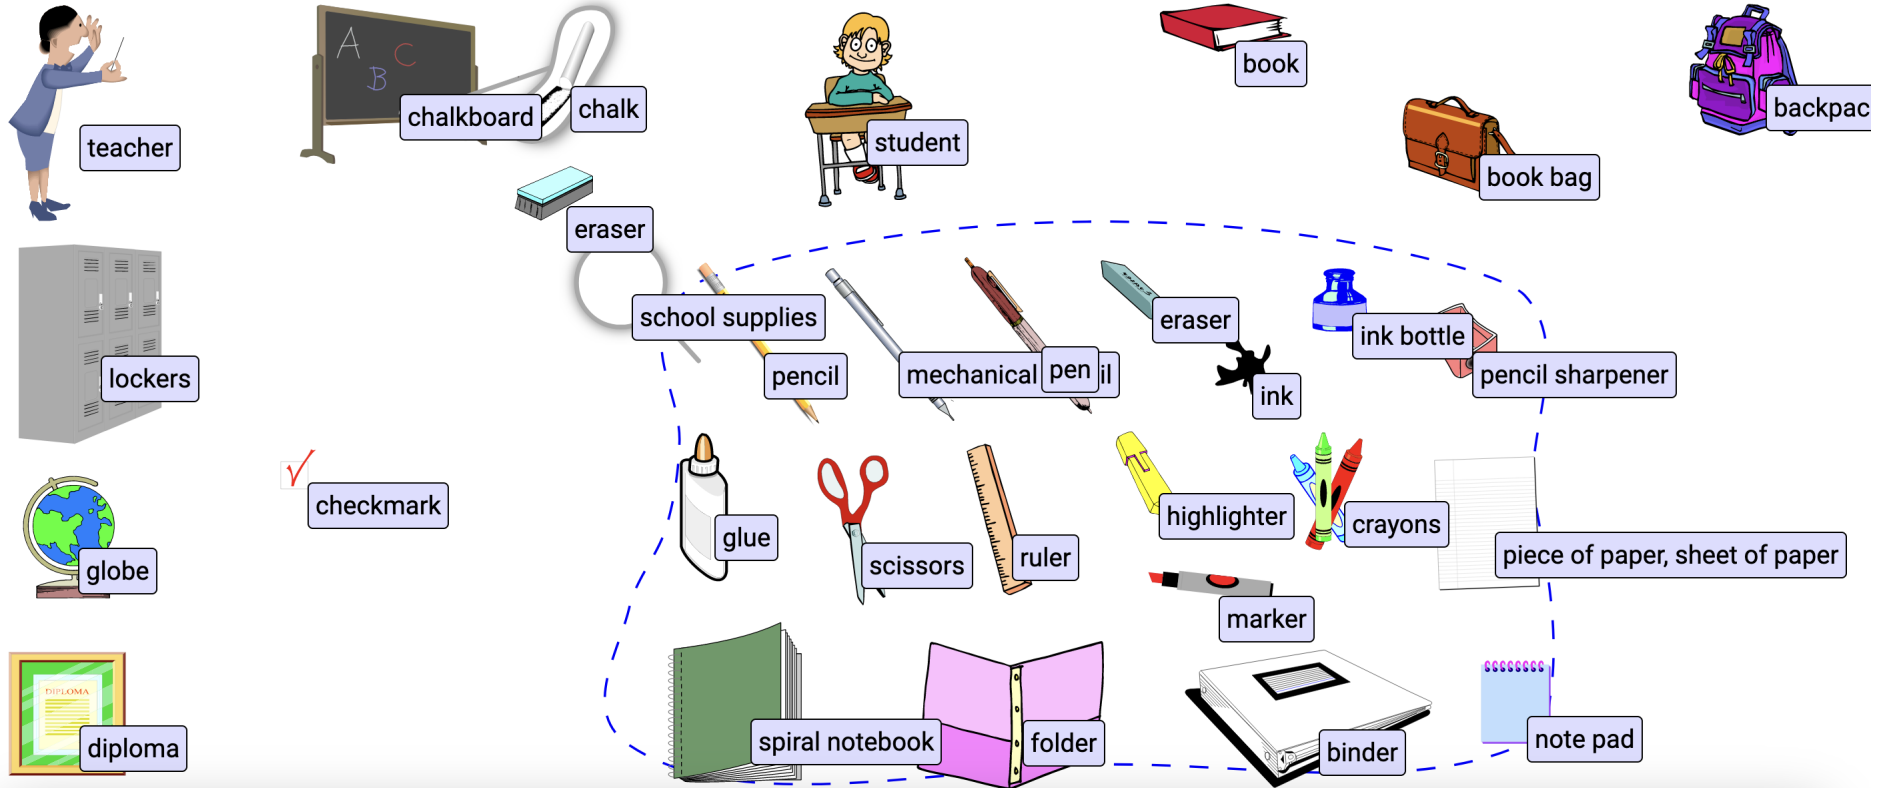 A
C
B
teacher
chalkboard
chalk
student
book
book bag
backpac
eraser
school supplies
pencil
mechanical
il
pen
eraser
ink
ink bottle
pencil sharpener
lockers
checkmark
globe
glue
scissors
ruler
highlighter
crayons
piece of paper, sheet of paper
marker
DIPLOMA
diploma
spiral notebook
folder
binder
note pad